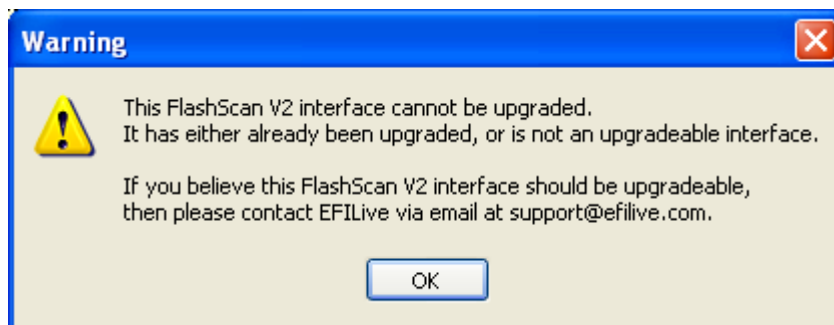 Warning
This FlashScan V2 interface cannot be upgraded.
It has either already been upgraded, or is not an upgradeable interface.
If you believe this FlashScan V2 interface should be upgradeable,
then please contact EFILive via email at support@efilive.com.
OK